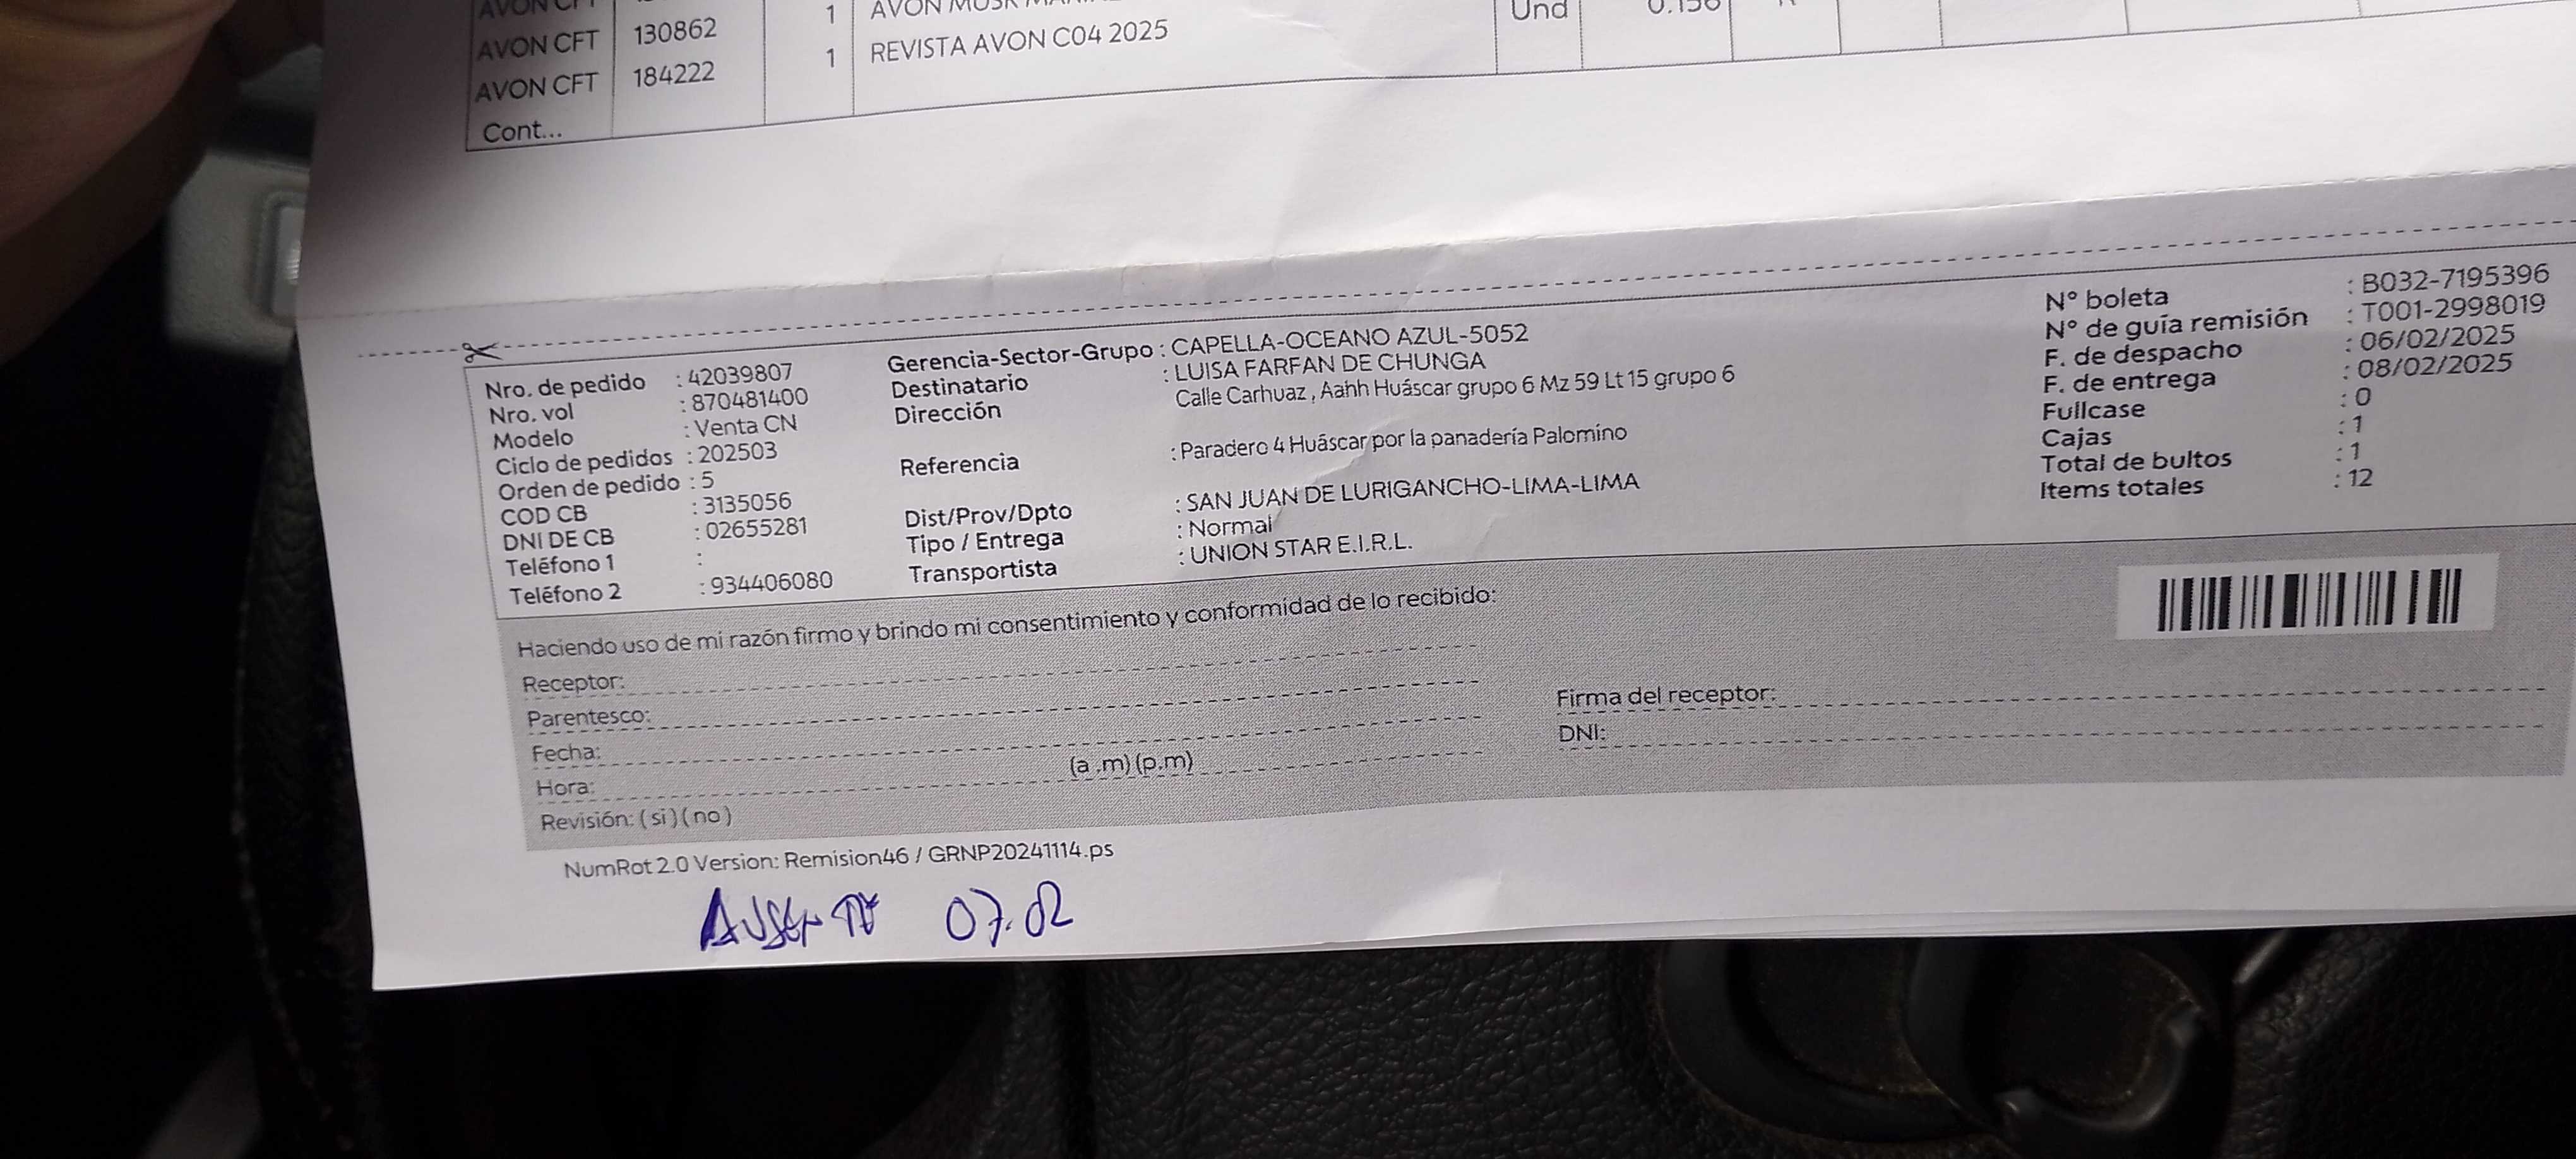 AVON CFT 130862 1 AVON MUSK
AVON CFT 184222 1 REVISTA AVON C04 2025 Und 0.156
Cont...
Nro. de pedido : 42039807
Nro. vol : 870481400
Modelo : Venta CN
Ciclo de pedidos : 202503
Orden de pedido : 5
COD CB : 3135056
DNI DE CB : 02655281
Teléfono 1 :
Teléfono 2 : 934406080
Gerencia-Sector-Grupo : CAPELLA-OCEANO AZUL-5052
Destinatario : LUISA FARFAN DE CHUNGA
Dirección Calle Carhuaz , Aahh Huáscar grupo 6 Mz 59 Lt 15 grupo 6
Referencia : Paradero 4 Huáscar por la panadería Palomino
Dist/Prov/Dpto : SAN JUAN DE LURIGANCHO-LIMA-LIMA
Tipo / Entrega : Normal
Transportista : UNION STAR E.I.R.L.
N° boleta : B032-7195396
N° de guía remisión : T001-2998019
F. de despacho : 06/02/2025
F. de entrega : 08/02/2025
Fullcase : 0
Cajas : 1
Total de bultos : 1
Items totales : 12
Haciendo uso de mi razón firmo y brindo mi consentimiento y conformidad de lo recibido:
Receptor:
Parentesco:
Fecha:
Hora: (a .m) (p.m)
Revisión: ( si ) ( no )
Firma del receptor:
DNI:
NumRot 2.0 Version: Remision46 / GRNP20241114.ps
07.02